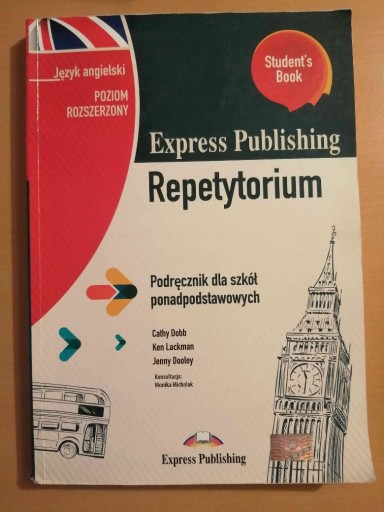 Język angielski
POZIOM
ROZSZERZONY
Student's
Book
Express Publishing
Repetytorium
Podręcznik dla szkół
ponadpodstawowych
Cathy Dobb
Ken Lackman
Jenny Dooley
Konsultacja:
Monika Michalak
Express Publishing